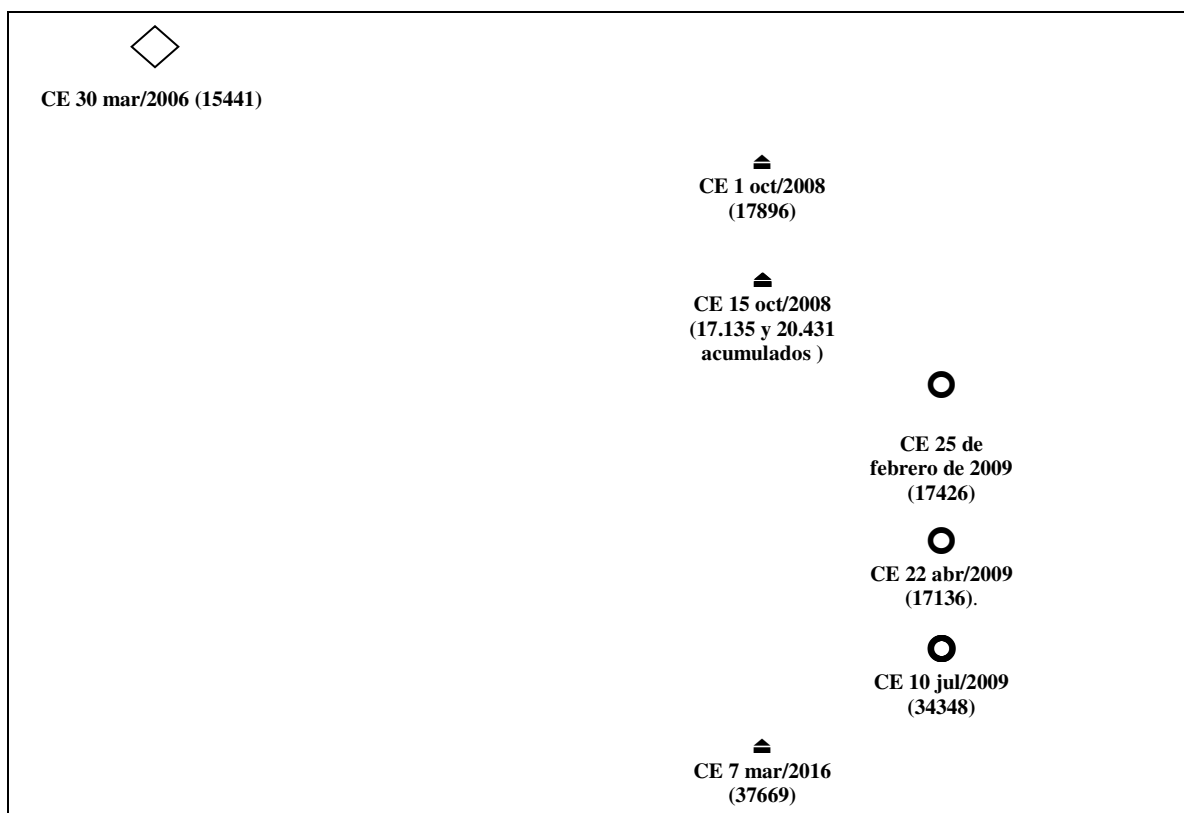 CE 30 mar/2006 (15441)
CE 1 oct/2008
(17896)
CE 15 oct/2008
(17.135 y 20.431
acumulados )
CE 25 de
febrero de 2009
(17426)
CE 22 abr/2009
(17136).
CE 10 jul/2009
(34348)
CE 7 mar/2016
(37669)